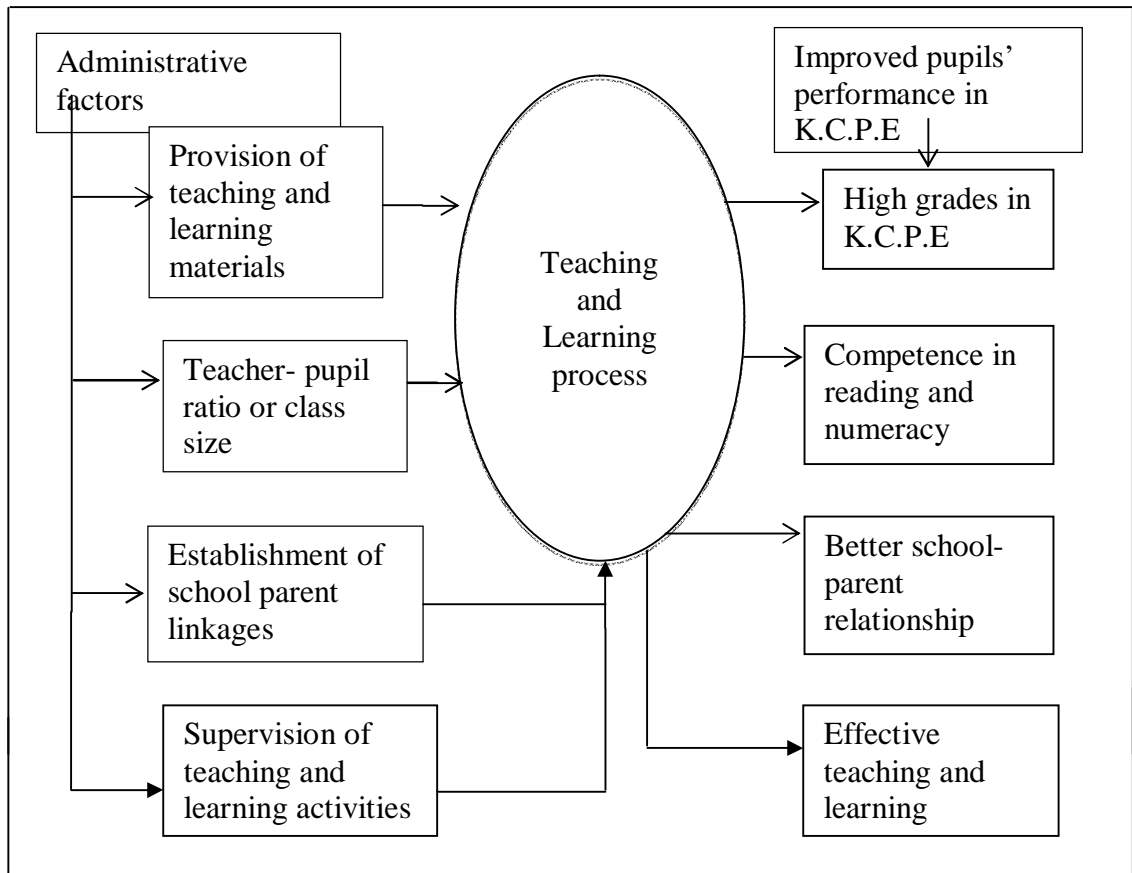 Administrative
factors
Provision of
teaching and
learning
materials
Teacher- pupil
ratio or class
size
Establishment of
school parent
linkages
Supervision of
teaching and
learning activities
Teaching
and
Learning
process
Improved pupils’
performance in
K.C.P.E
High grades in
K.C.P.E
Competence in
reading and
numeracy
Better school-
parent
relationship
Effective
teaching and
learning